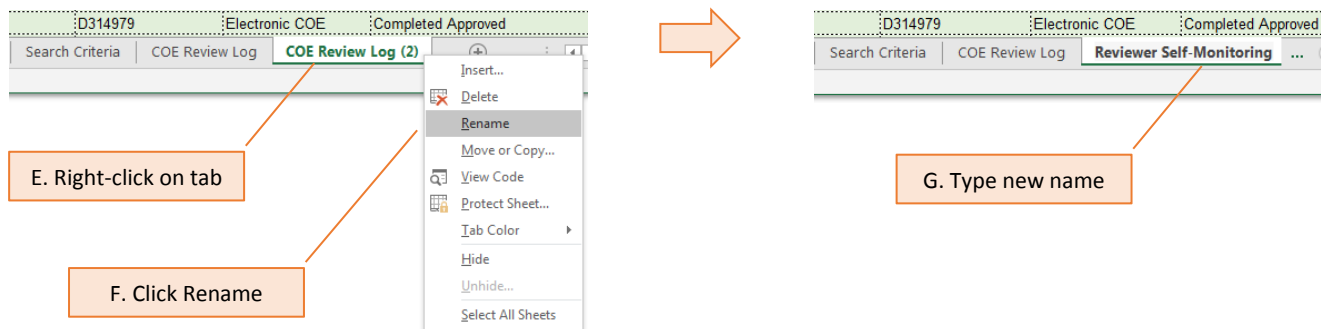 D314979 Electronic COE Completed Approved
Search Criteria COE Review Log COE Review Log (2)
Insert...
Delete
Rename
Move or Copy...
View Code
Protect Sheet...
Tab Color
Hide
Unhide...
Select All Sheets
E. Right-click on tab
F. Click Rename
D314979 Electronic COE Completed Approved
Search Criteria COE Review Log Reviewer Self-Monitoring ...
G. Type new name